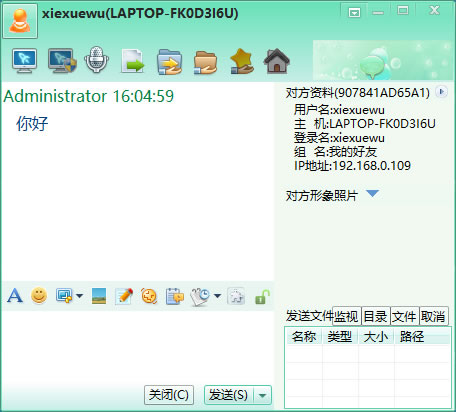 xiexuewu(LAPTOP-FK0D3I6U)
Administrator 16:04:59
你好
对方资料(907841AD65A1)
用户名:xiexuewu
主 机:LAPTOP-FK0D3I6U
登录名:xiexuewu
组 名:我的好友
IP地址:192.168.0.109
对方形象照片
发送文件 监视 目录 文件 取消
名称 类型 大小 路径
关闭(C) 发送(S)